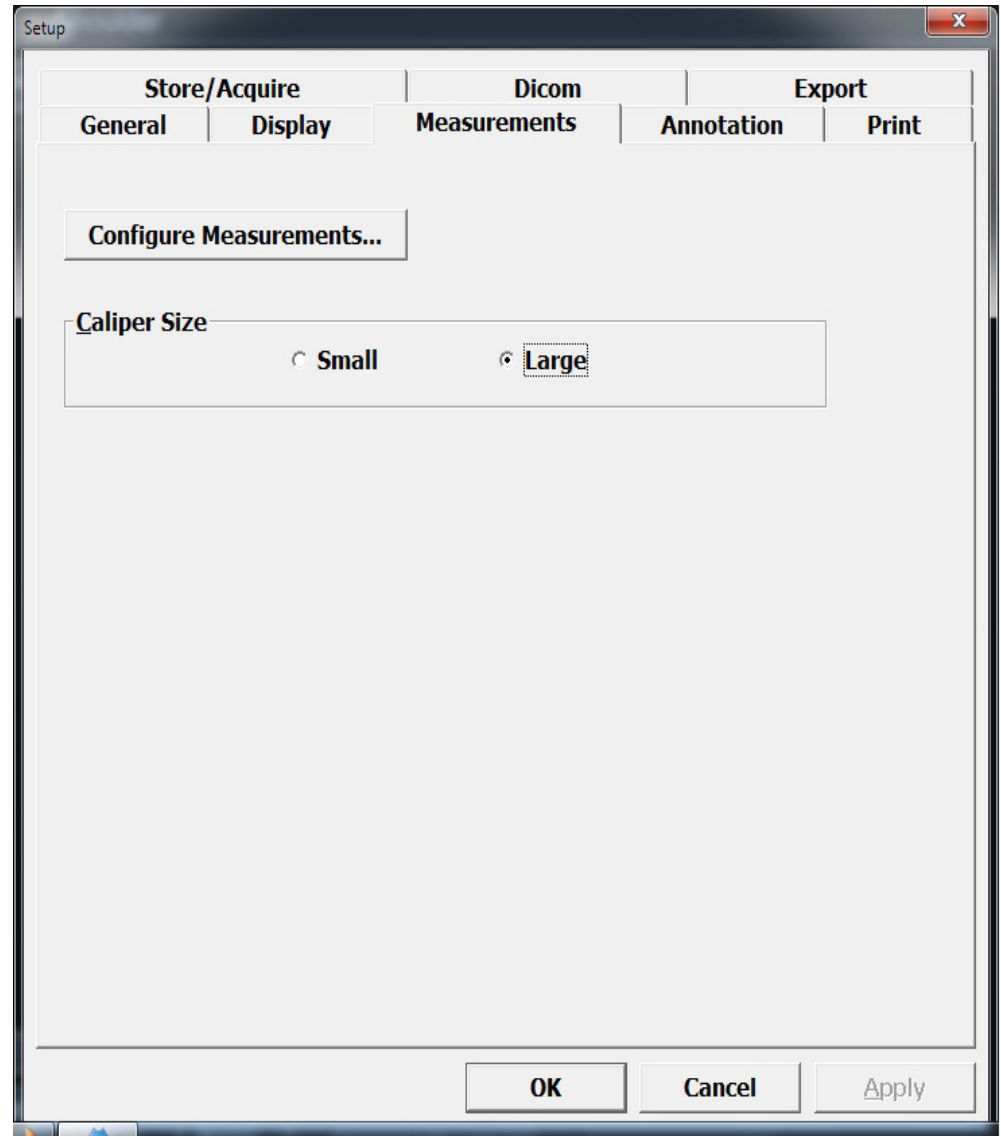 Setup
x
Store/Acquire Dicom Export
General Display Measurements Annotation Print
Configure Measurements...
Caliper Size
Small Large
OK Cancel Apply